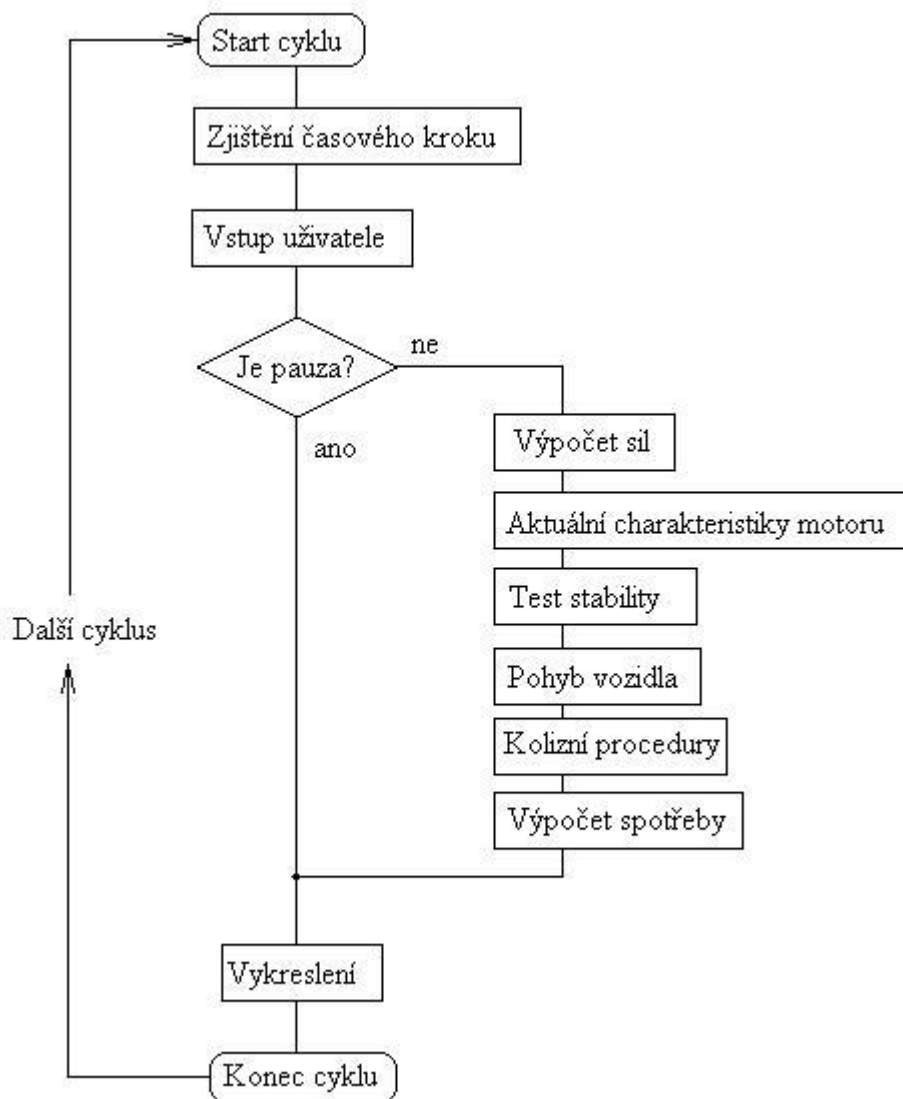 Start cyklu
Zjištění časového kroku
Vstup uživatele
Je pauza?
ne
ano
Výpočet sil
Aktuální charakteristiky motoru
Test stability
Pohyb vozidla
Kolizní procedury
Výpočet spotřeby
Další cyklus
Vykreslení
Konec cyklu